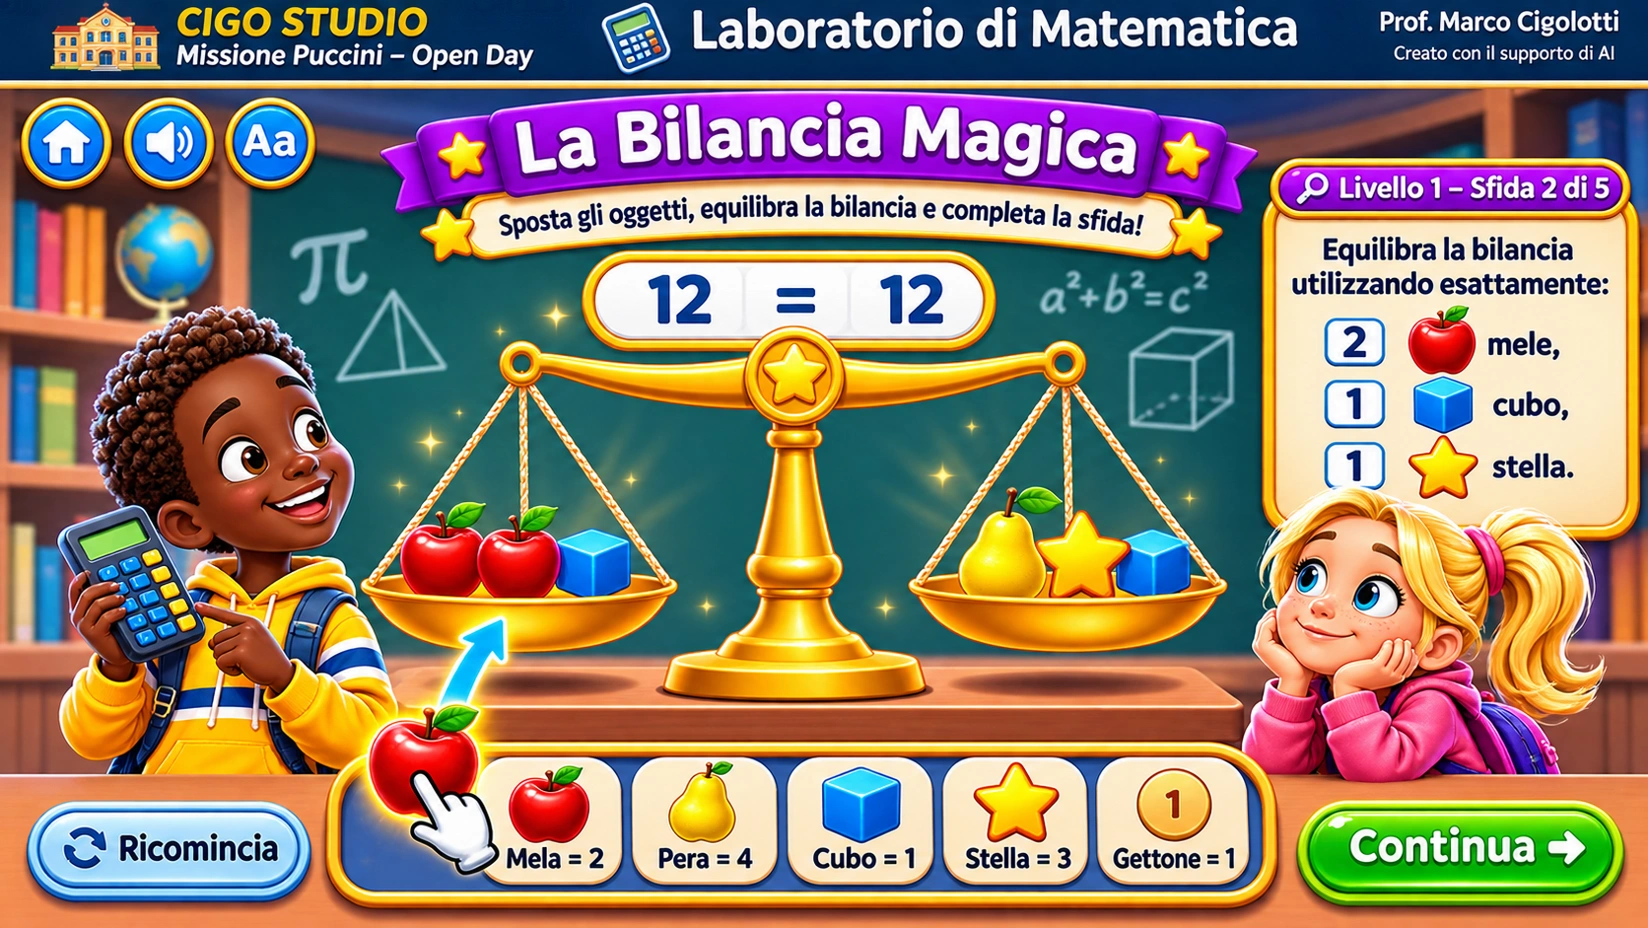 CIGO STUDIO
Missione Puccini – Open Day
Laboratorio di Matematica
Prof. Marco Cigolotti
Creato con il supporto di AI
Aa
La Bilancia Magica
Sposta gli oggetti, equilibra la bilancia e completa la sfida!
12 = 12
π
a²+b²=c²
Livello 1 – Sfida 2 di 5
Equilibra la bilancia
utilizzando esattamente:
2 mele,
1 cubo,
1 stella.
Ricomincia
Mela = 2
Pera = 4
Cubo = 1
Stella = 3
1
Gettone = 1
Continua